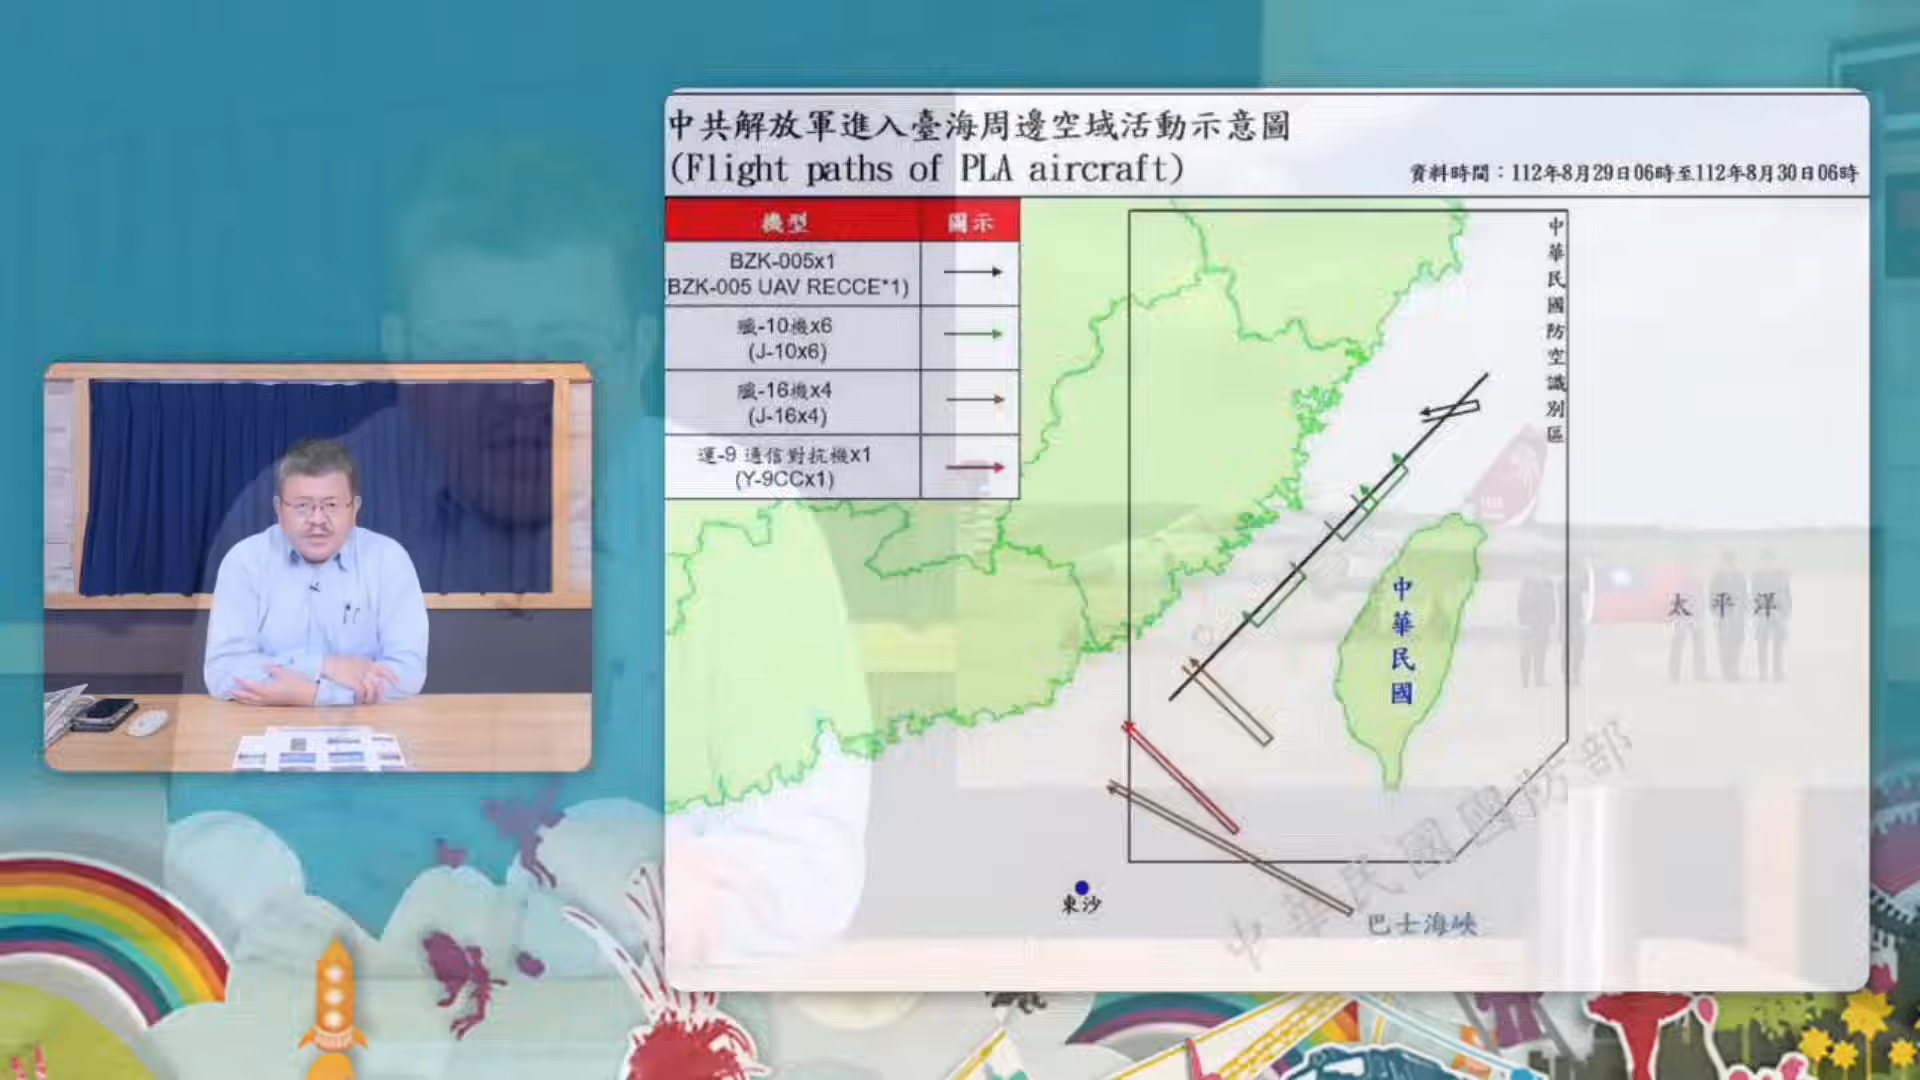 中共解放軍進入臺海周邊空域活動示意圖
(Flight paths of PLA aircraft)
資料時間：112年8月29日06時至112年8月30日06時
機型
圖示
BZK-005x1
(BZK-005 UAV RECCE*1)
殲-10機x6
(J-10x6)
殲-16機x4
(J-16x4)
運-9 通信對抗機x1
(Y-9CCx1)
中華民國防空識別區
中華民國
太平洋
東沙
巴士海峽
中華民國國防部